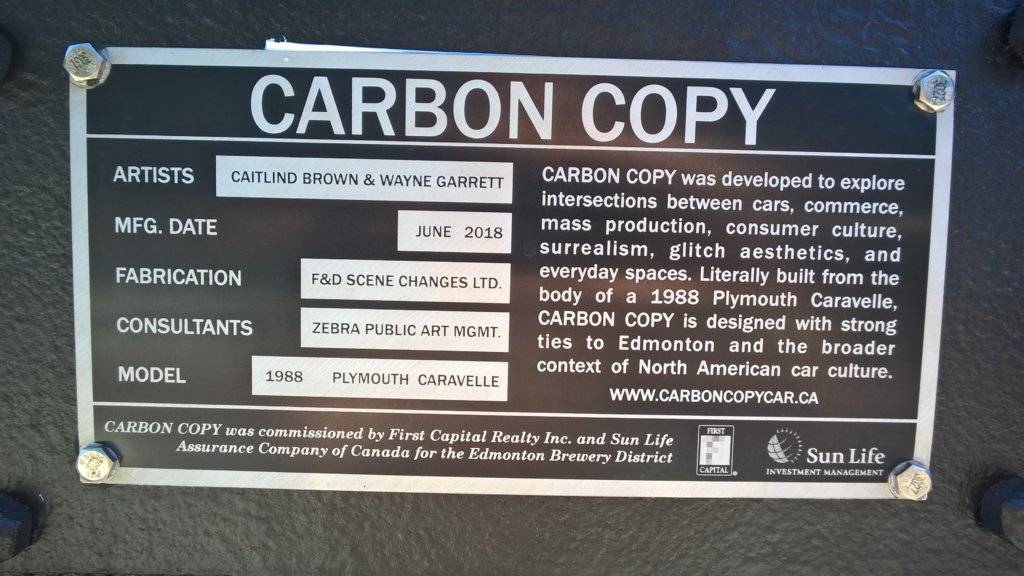 CARBON COPY
ARTISTS CAITLIND BROWN & WAYNE GARRETT
MFG. DATE JUNE 2018
FABRICATION F&D SCENE CHANGES LTD.
CONSULTANTS ZEBRA PUBLIC ART MGMT.
MODEL 1988 PLYMOUTH CARAVELLE
CARBON COPY was developed to explore
intersections between cars, commerce,
mass production, consumer culture,
surrealism, glitch aesthetics, and
everyday spaces. Literally built from the
body of a 1988 Plymouth Caravelle,
CARBON COPY is designed with strong
ties to Edmonton and the broader
context of North American car culture.
WWW.CARBONCOPYCAR.CA
CARBON COPY was commissioned by First Capital Realty Inc. and Sun Life
Assurance Company of Canada for the Edmonton Brewery District
FIRST
CAPITAL
Sun Life
INVESTMENT MANAGEMENT